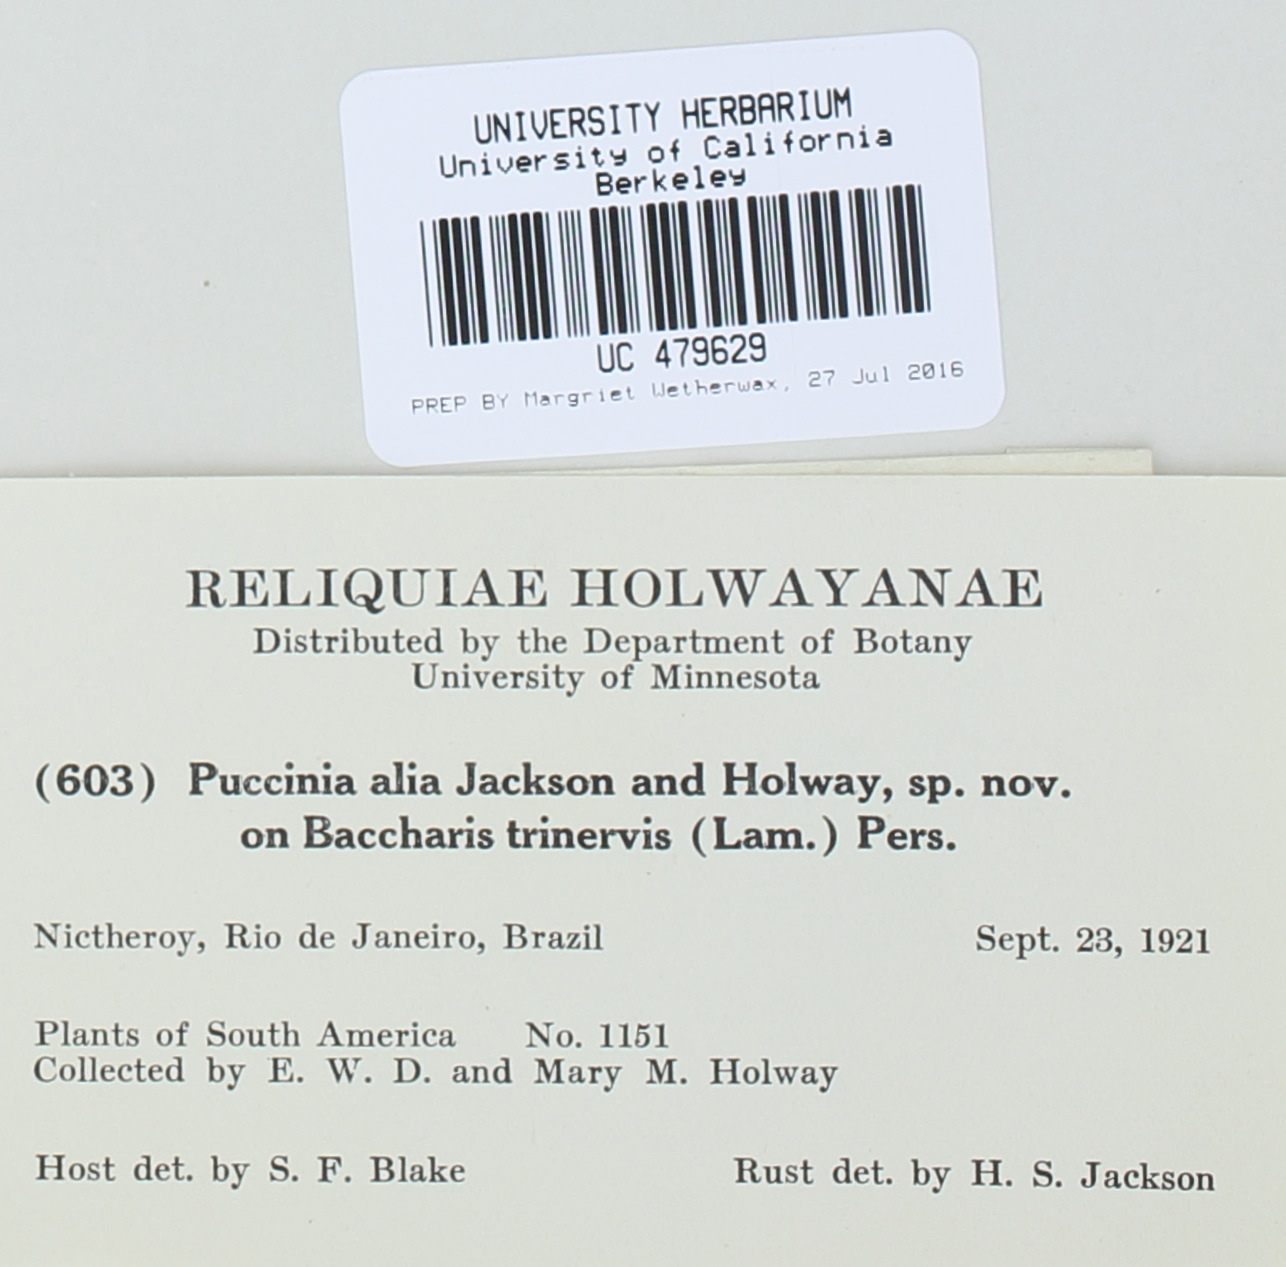 UNIVERSITY HERBARIUM
University of California
Berkeley
UC 479629
PREP BY Margriet Wetherwax, 27 Jul 2016
RELIQUIAE HOLWAYANAE
Distributed by the Department of Botany
University of Minnesota
(603) Puccinia alia Jackson and Holway, sp. nov.
on Baccharis trinervis (Lam.) Pers.
Nictheroy, Rio de Janeiro, Brazil Sept. 23, 1921
Plants of South America No. 1151
Collected by E. W. D. and Mary M. Holway
Host det. by S. F. Blake Rust det. by H. S. Jackson